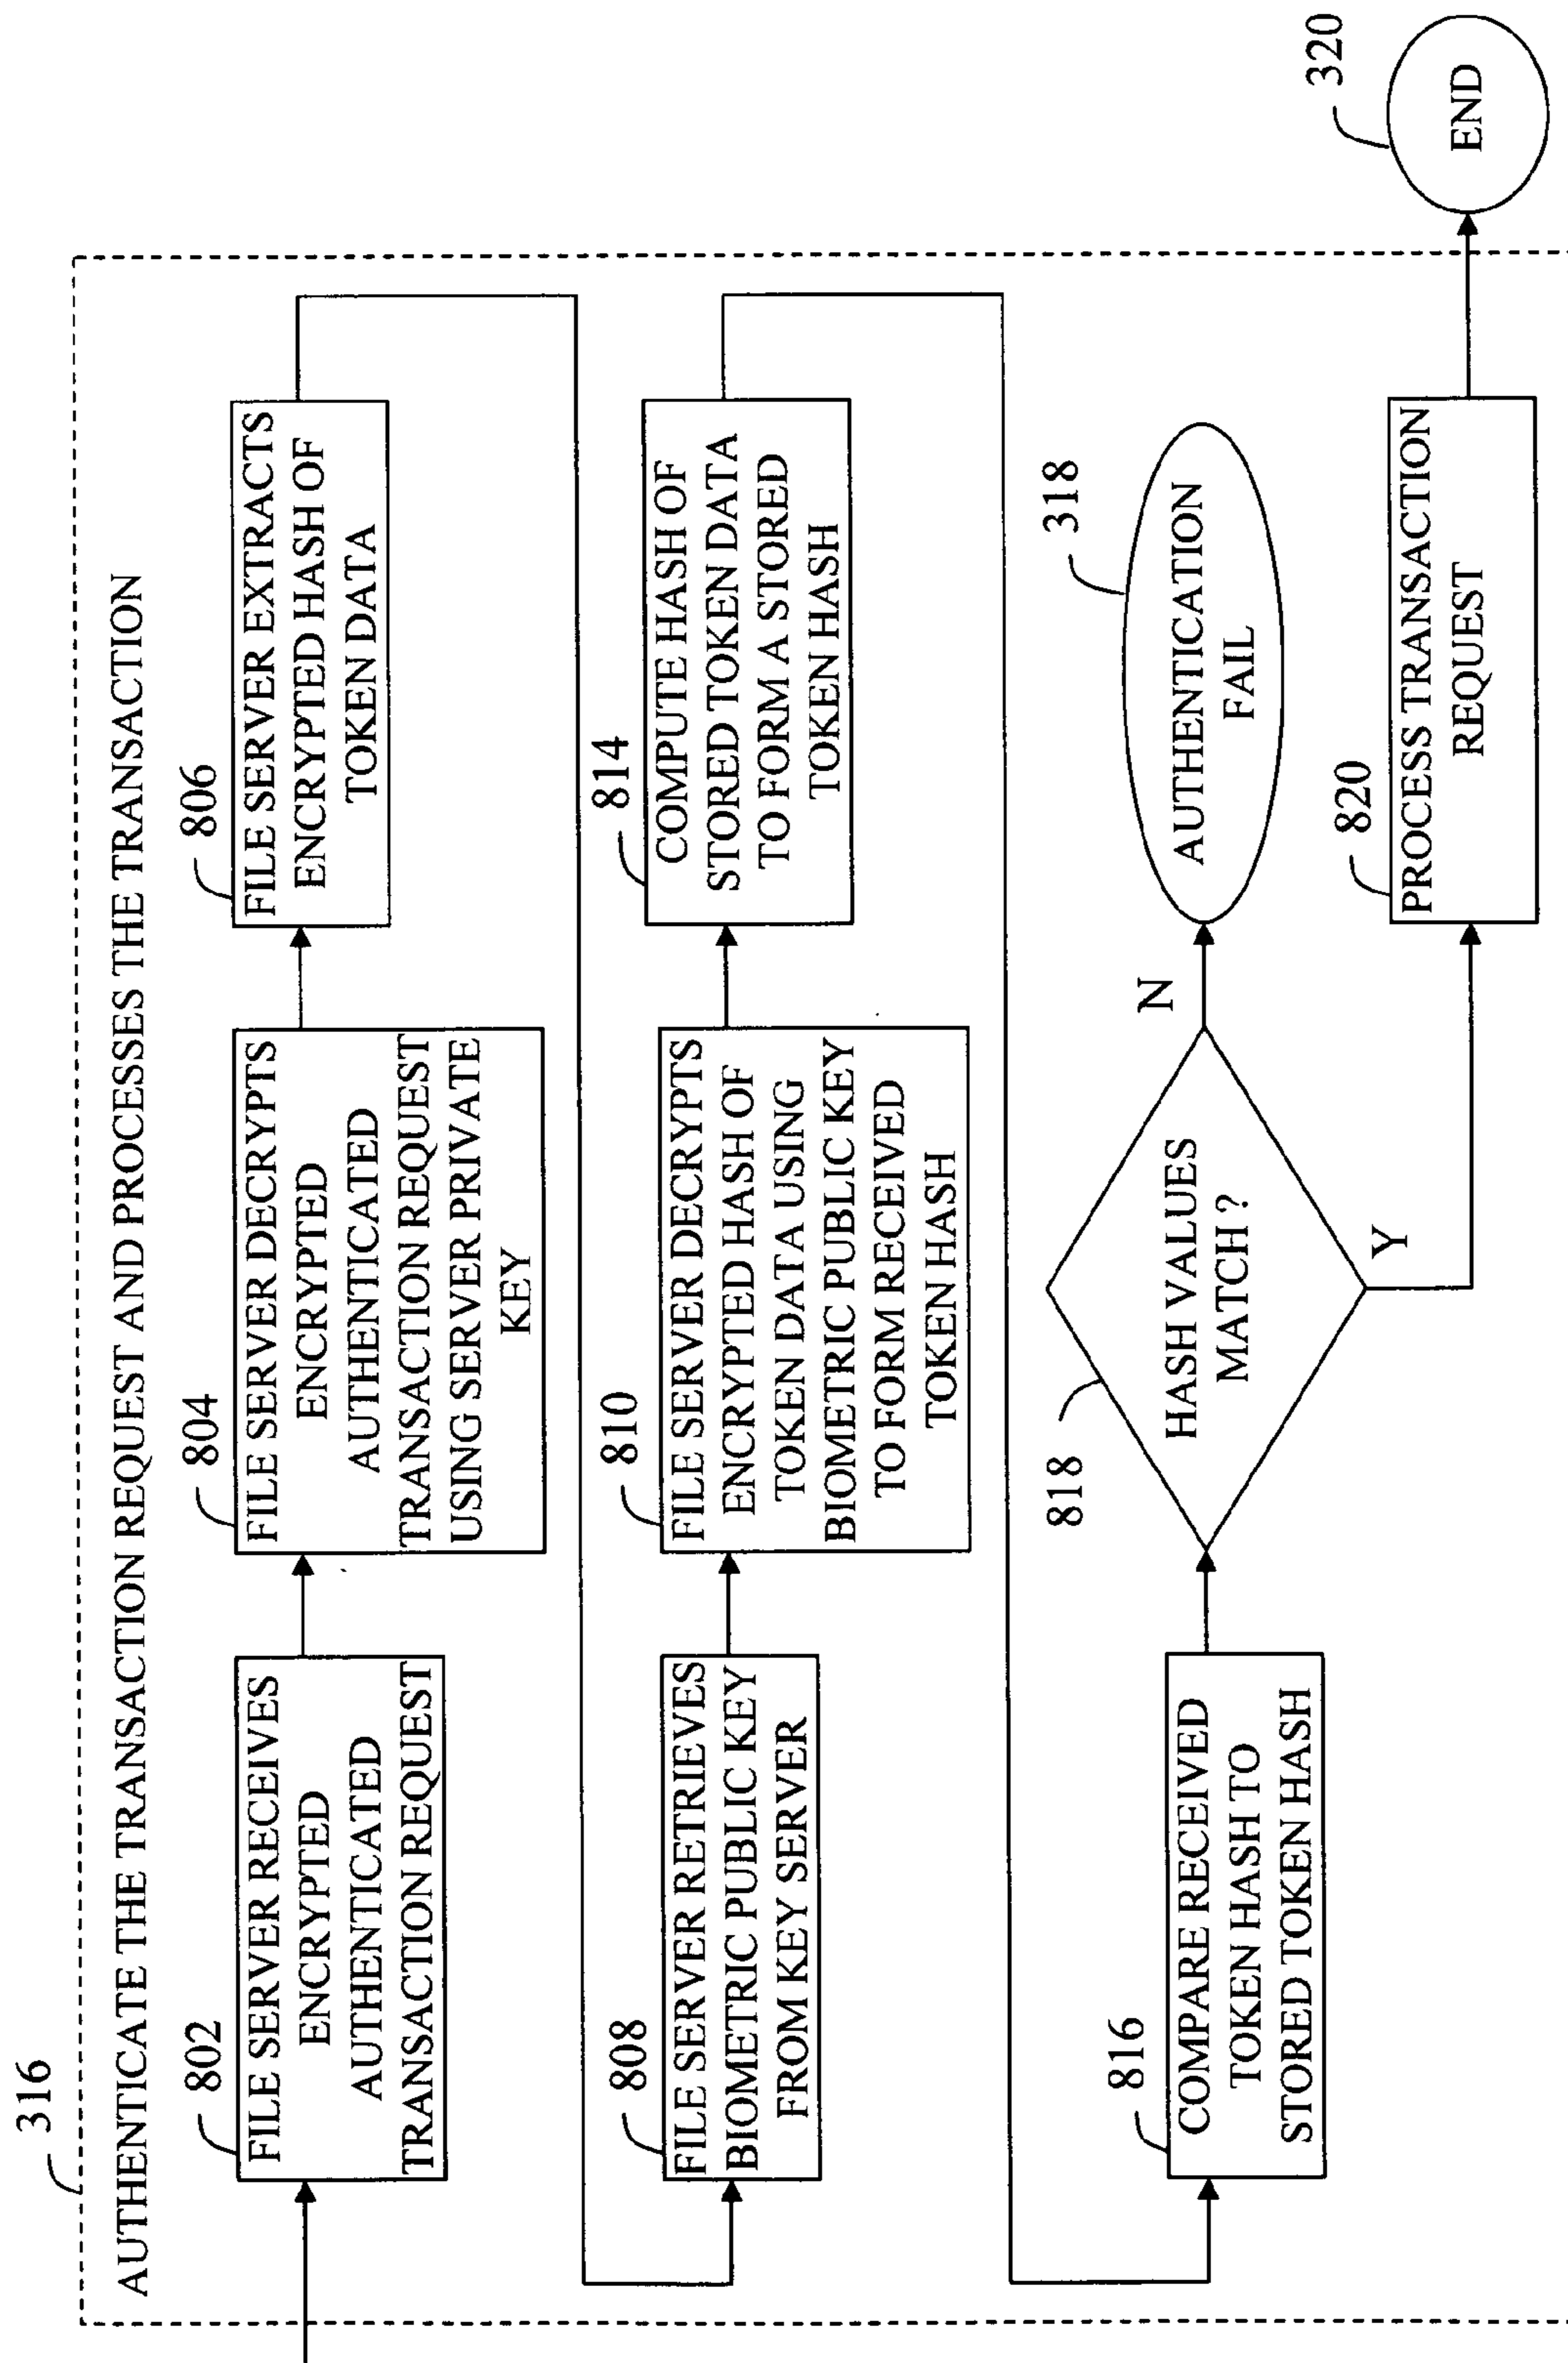 316
AUTHENTICATE THE TRANSACTION REQUEST AND PROCESSES THE TRANSACTION
802
FILE SERVER RECEIVES
ENCRYPTED
AUTHENTICATED
TRANSACTION REQUEST
804
FILE SERVER DECRYPTS
ENCRYPTED
AUTHENTICATED
TRANSACTION REQUEST
USING SERVER PRIVATE
KEY
806
FILE SERVER EXTRACTS
ENCRYPTED HASH OF
TOKEN DATA
808
FILE SERVER RETRIEVES
BIOMETRIC PUBLIC KEY
FROM KEY SERVER
810
FILE SERVER DECRYPTS
ENCRYPTED HASH OF
TOKEN DATA USING
BIOMETRIC PUBLIC KEY
TO FORM RECEIVED
TOKEN HASH
814
COMPUTE HASH OF
STORED TOKEN DATA
TO FORM A STORED
TOKEN HASH
816
COMPARE RECEIVED
TOKEN HASH TO
STORED TOKEN HASH
818
HASH VALUES
MATCH ?
N
Y
318
AUTHENTICATION
FAIL
820
PROCESS TRANSACTION
REQUEST
320
END